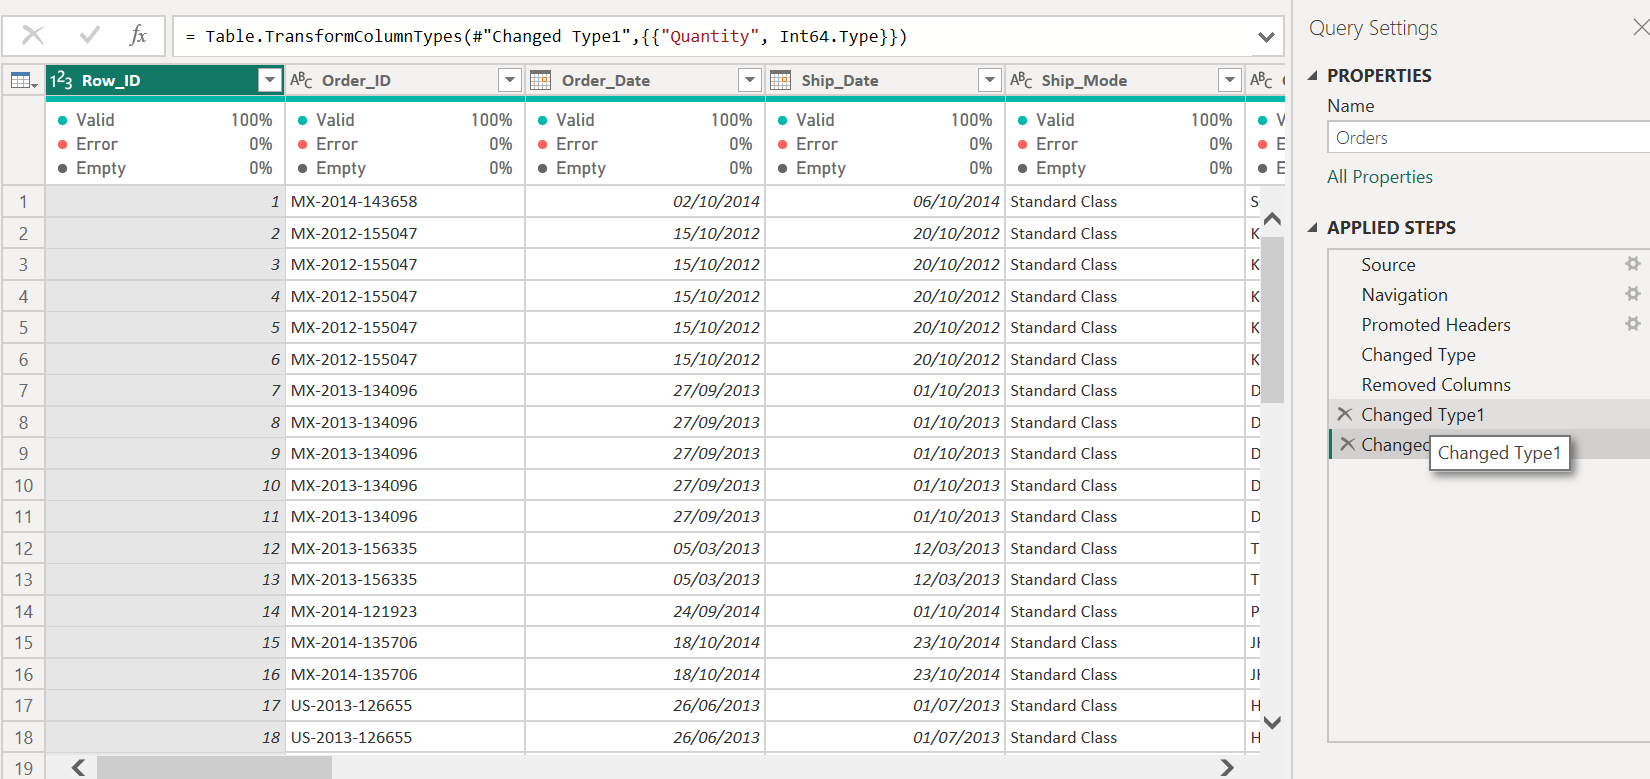 fx = Table.TransformColumnTypes(#"Changed Type1",{{"Quantity", Int64.Type}})
123 Row_ID ABC Order_ID Order_Date Ship_Date ABC Ship_Mode ABC
Valid 100% Valid 100% Valid 100% Valid 100% Valid 100% V
Error 0% Error 0% Error 0% Error 0% Error 0% E
Empty 0% Empty 0% Empty 0% Empty 0% Empty 0% E
1 1 MX-2014-143658 02/10/2014 06/10/2014 Standard Class S
2 2 MX-2012-155047 15/10/2012 20/10/2012 Standard Class K
3 3 MX-2012-155047 15/10/2012 20/10/2012 Standard Class K
4 4 MX-2012-155047 15/10/2012 20/10/2012 Standard Class K
5 5 MX-2012-155047 15/10/2012 20/10/2012 Standard Class K
6 6 MX-2012-155047 15/10/2012 20/10/2012 Standard Class K
7 7 MX-2013-134096 27/09/2013 01/10/2013 Standard Class D
8 8 MX-2013-134096 27/09/2013 01/10/2013 Standard Class D
9 9 MX-2013-134096 27/09/2013 01/10/2013 Standard Class D
10 10 MX-2013-134096 27/09/2013 01/10/2013 Standard Class D
11 11 MX-2013-134096 27/09/2013 01/10/2013 Standard Class D
12 12 MX-2013-156335 05/03/2013 12/03/2013 Standard Class T
13 13 MX-2013-156335 05/03/2013 12/03/2013 Standard Class T
14 14 MX-2014-121923 24/09/2014 01/10/2014 Standard Class P
15 15 MX-2014-135706 18/10/2014 23/10/2014 Standard Class JH
16 16 MX-2014-135706 18/10/2014 23/10/2014 Standard Class JH
17 17 US-2013-126655 26/06/2013 01/07/2013 Standard Class H
18 18 US-2013-126655 26/06/2013 01/07/2013 Standard Class H
19
Query Settings
PROPERTIES
Name
Orders
All Properties
APPLIED STEPS
Source
Navigation
Promoted Headers
Changed Type
Removed Columns
Changed Type1
Changed
Changed Type1